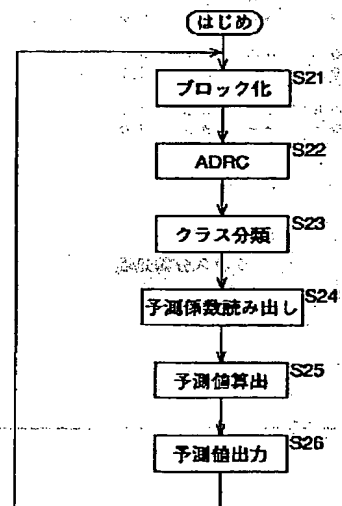 はじめ
ブロック化 S21
ADRC S22
クラス分類 S23
予測係数読み出し S24
予測値算出 S25
予測値出力 S26